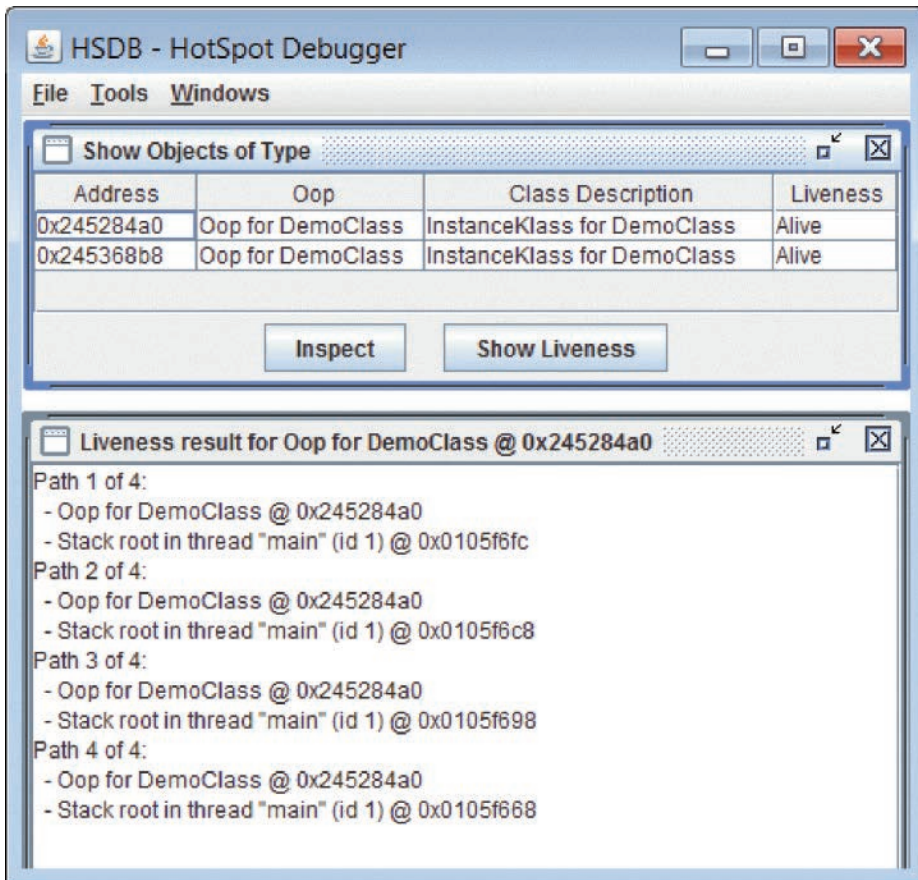 HSDB - HotSpot Debugger
File Tools Windows
Show Objects of Type
Address Oop Class Description Liveness
0x245284a0 Oop for DemoClass InstanceKlass for DemoClass Alive
0x245368b8 Oop for DemoClass InstanceKlass for DemoClass Alive
Inspect Show Liveness
Liveness result for Oop for DemoClass @ 0x245284a0
Path 1 of 4:
- Oop for DemoClass @ 0x245284a0
- Stack root in thread "main" (id 1) @ 0x0105f6fc
Path 2 of 4:
- Oop for DemoClass @ 0x245284a0
- Stack root in thread "main" (id 1) @ 0x0105f6c8
Path 3 of 4:
- Oop for DemoClass @ 0x245284a0
- Stack root in thread "main" (id 1) @ 0x0105f698
Path 4 of 4:
- Oop for DemoClass @ 0x245284a0
- Stack root in thread "main" (id 1) @ 0x0105f668